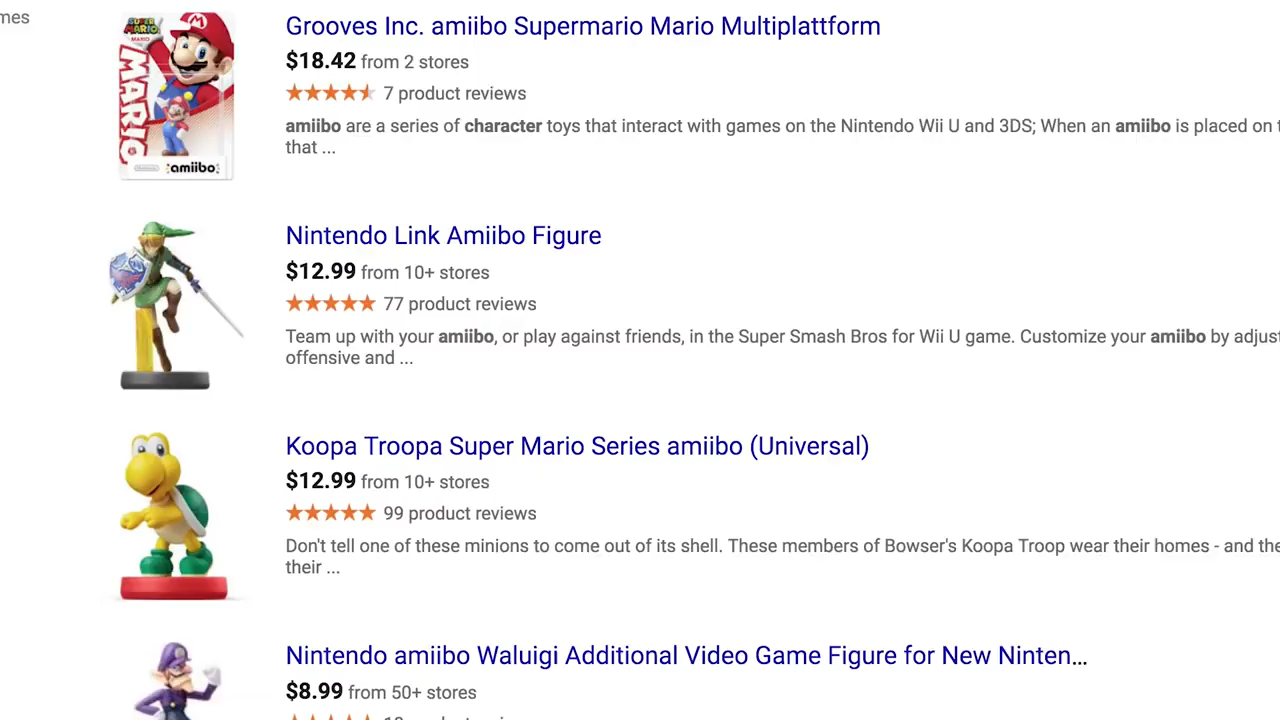 mes
Grooves Inc. amiibo Supermario Mario Multiplattform
$18.42 from 2 stores
7 product reviews
amiibo are a series of character toys that interact with games on the Nintendo Wii U and 3DS; When an amiibo is placed on
that ...
SUPER
MARIO
MARIO
MARIO
amiibo
Nintendo Link Amiibo Figure
$12.99 from 10+ stores
77 product reviews
Team up with your amiibo, or play against friends, in the Super Smash Bros for Wii U game. Customize your amiibo by adjust
offensive and ...
Koopa Troopa Super Mario Series amiibo (Universal)
$12.99 from 10+ stores
99 product reviews
Don't tell one of these minions to come out of its shell. These members of Bowser's Koopa Troop wear their homes - and the
their ...
Nintendo amiibo Waluigi Additional Video Game Figure for New Ninten...
$8.99 from 50+ stores